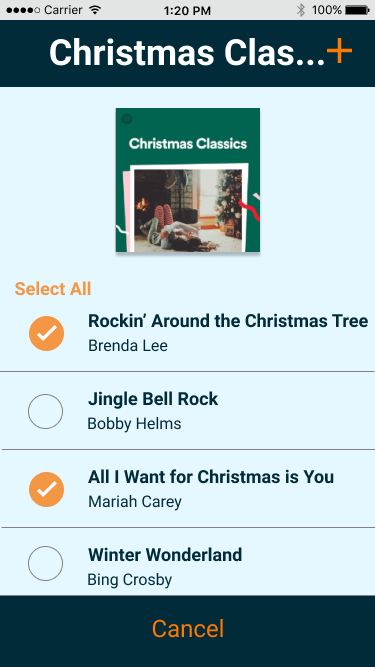 Carrier 1:20 PM 100%
Christmas Clas...
Christmas Classics
Select All
Rockin’ Around the Christmas Tree
Brenda Lee
Jingle Bell Rock
Bobby Helms
All I Want for Christmas is You
Mariah Carey
Winter Wonderland
Bing Crosby
Cancel